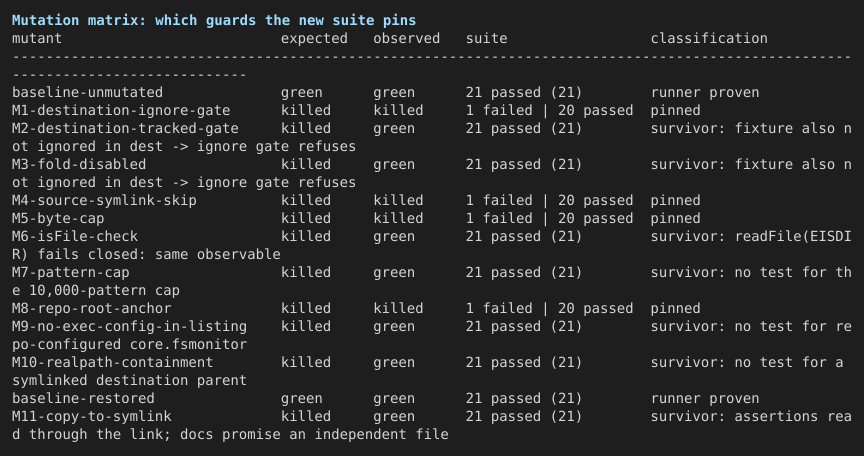 Mutation matrix: which guards the new suite pins
mutant expected observed suite classification
----------------------------------------------------------------------------------------------------
----------------------------
baseline-unmutated green green 21 passed (21) runner proven
M1-destination-ignore-gate killed killed 1 failed | 20 passed pinned
M2-destination-tracked-gate killed green 21 passed (21) survivor: fixture also n
ot ignored in dest -> ignore gate refuses
M3-fold-disabled killed green 21 passed (21) survivor: fixture also n
ot ignored in dest -> ignore gate refuses
M4-source-symlink-skip killed killed 1 failed | 20 passed pinned
M5-byte-cap killed killed 1 failed | 20 passed pinned
M6-isFile-check killed green 21 passed (21) survivor: readFile(EISDI
R) fails closed: same observable
M7-pattern-cap killed green 21 passed (21) survivor: no test for th
e 10,000-pattern cap
M8-repo-root-anchor killed killed 1 failed | 20 passed pinned
M9-no-exec-config-in-listing killed green 21 passed (21) survivor: no test for re
po-configured core.fsmonitor
M10-realpath-containment killed green 21 passed (21) survivor: no test for a
symlinked destination parent
baseline-restored green green 21 passed (21) runner proven
M11-copy-to-symlink killed green 21 passed (21) survivor: assertions rea
d through the link; docs promise an independent file